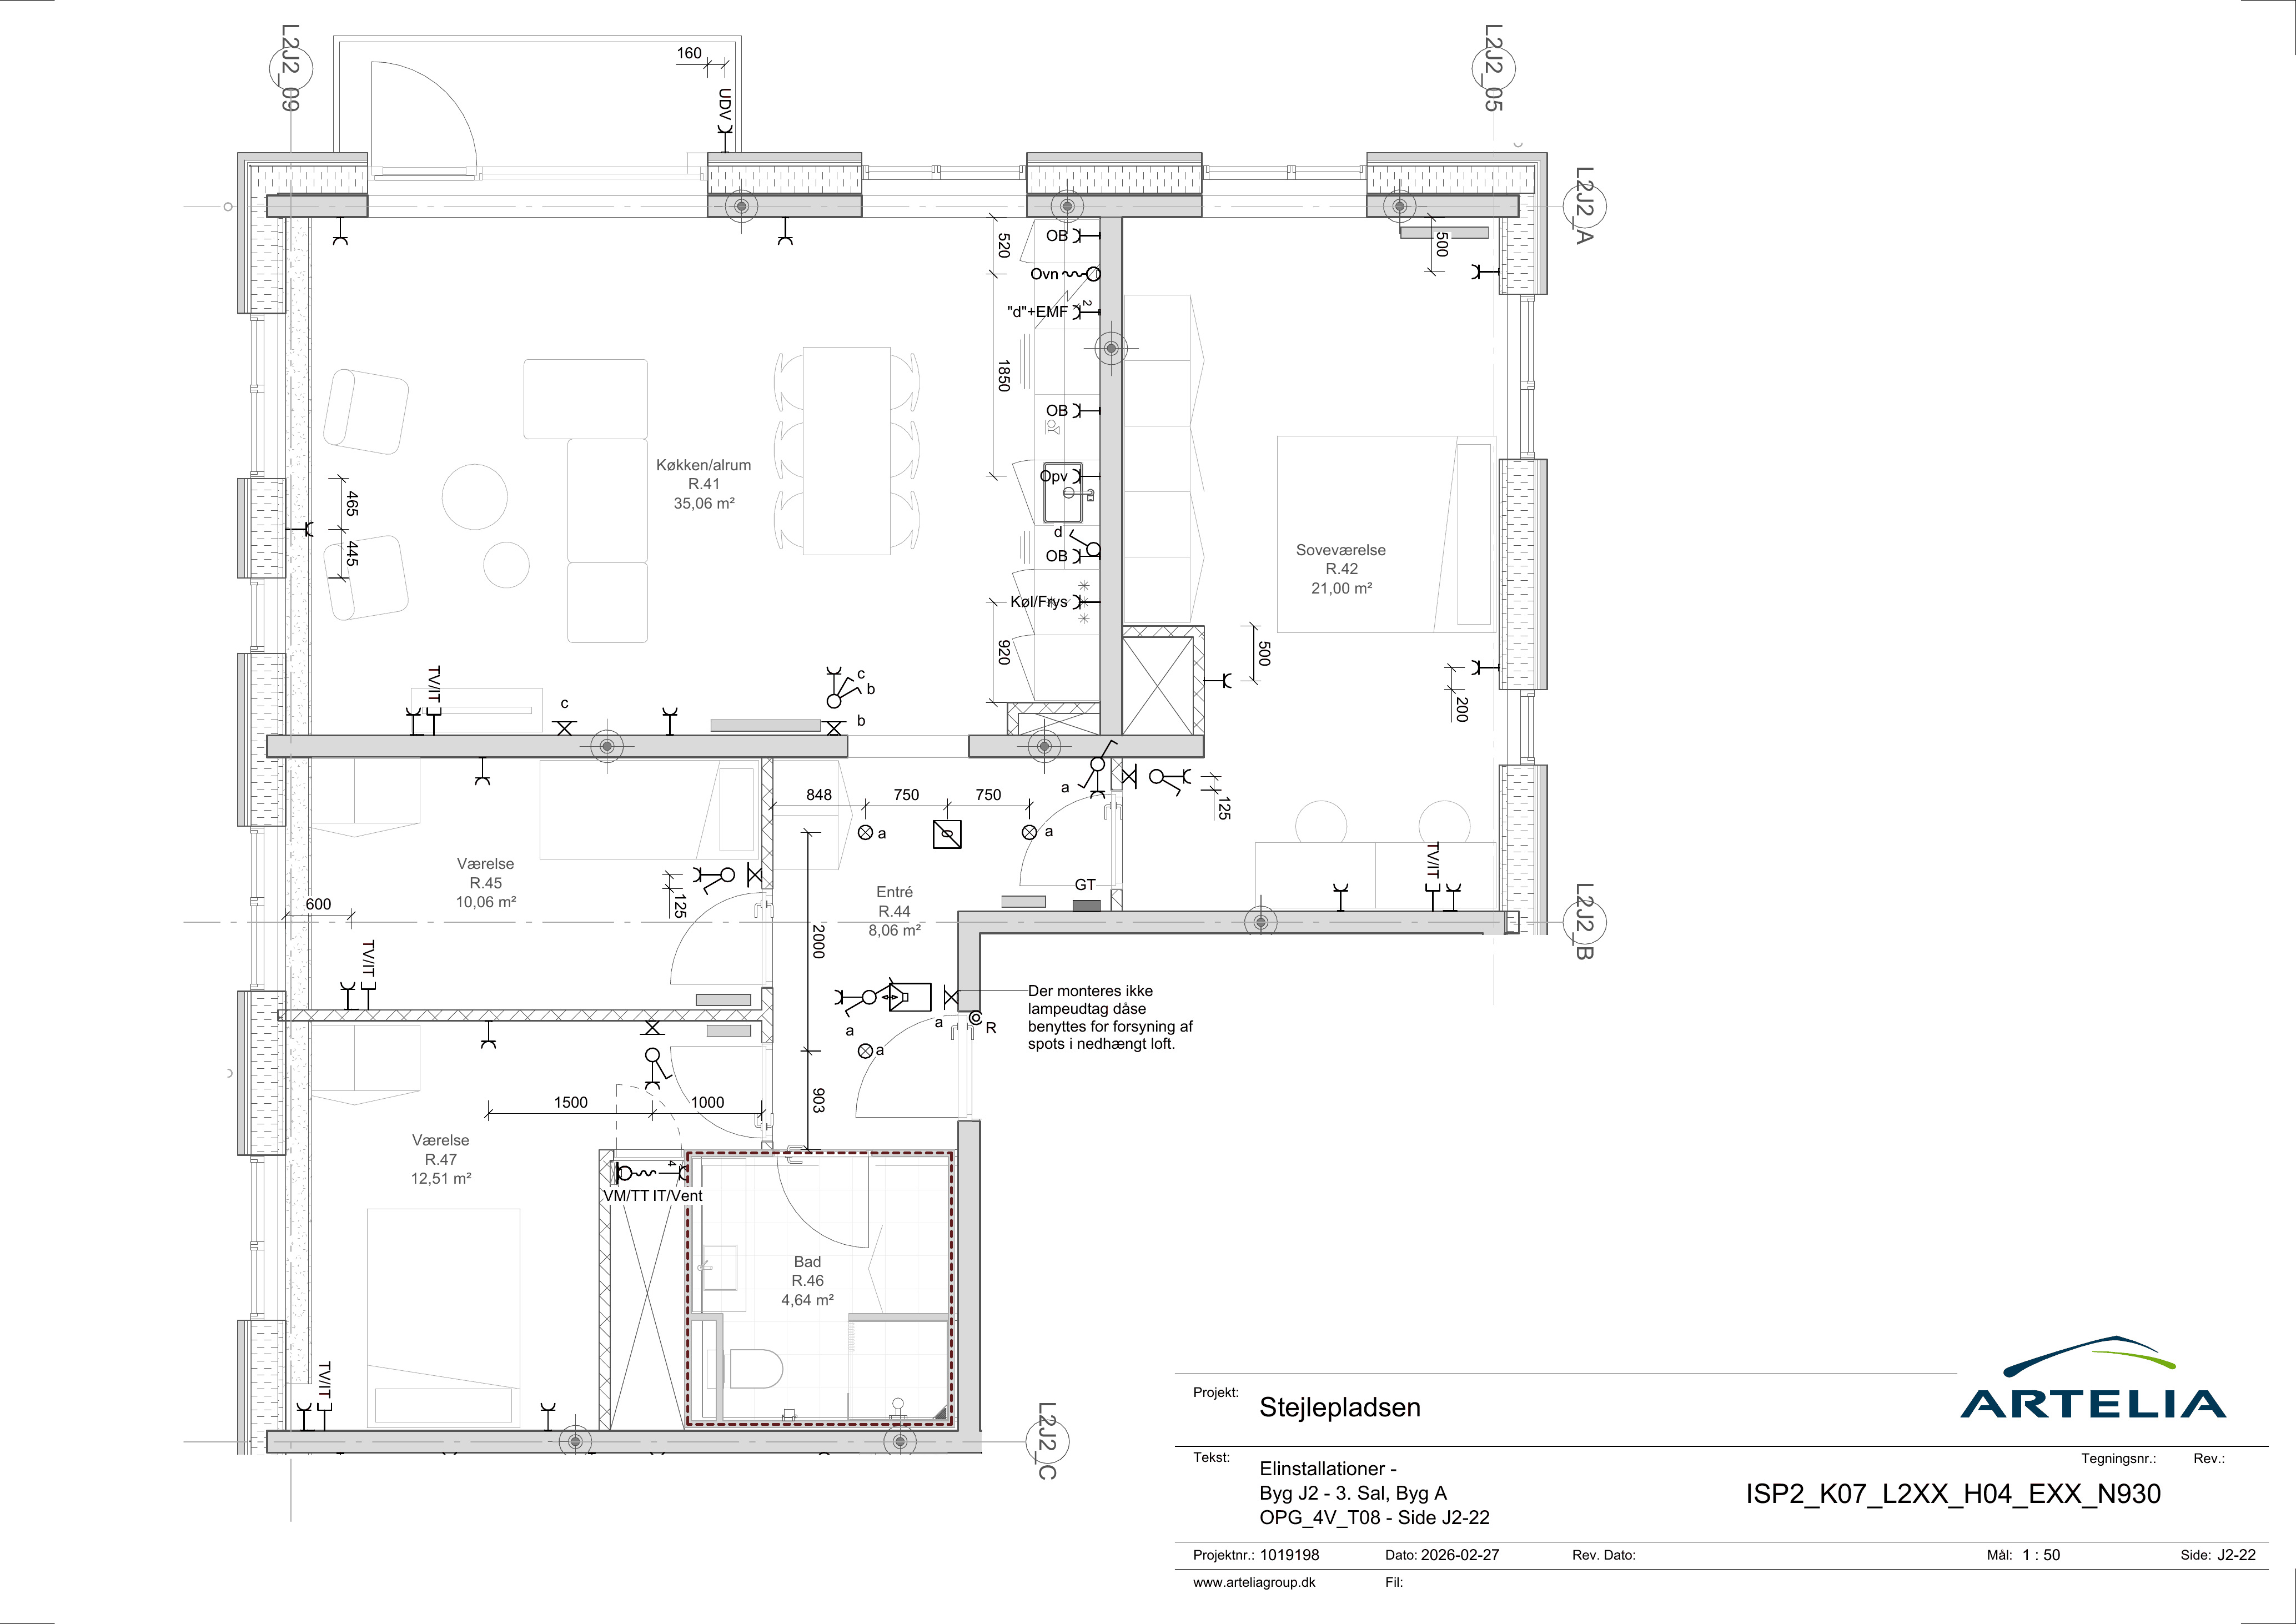 L2J2_09
L2J2_05
160
UDV
L2J2_A
520
OB
Ovn
"d"+EMF
2
500
1850
OB
Køkken/alrum
R.41
35,06 m²
Opv
465
445
d
OB
Soveværelse
R.42
21,00 m²
Køl/Frys
920
500
200
TV/IT
c
c
b
b
a
125
848
750
750
a
a
TV/IT
Værelse
R.45
10,06 m²
125
GT
Entré
R.44
8,06 m²
600
2000
L2J2_B
TV/IT
Der monteres ikke
lampeudtag dåse
benyttes for forsyning af
spots i nedhængt loft.
a
a
R
a
1500
1000
903
Værelse
R.47
12,51 m²
4
VM/TT IT/Vent
Bad
R.46
4,64 m²
TV/IT
L2J2_C
Projekt:
Stejlepladsen
ARTELIA
Tekst:
Elinstallationer -
Byg J2 - 3. Sal, Byg A
OPG_4V_T08 - Side J2-22
Tegningsnr.:
Rev.:
ISP2_K07_L2XX_H04_EXX_N930
Projektnr.: 1019198
Dato: 2026-02-27
Rev. Dato:
Mål: 1 : 50
Side: J2-22
www.arteliagroup.dk
Fil: